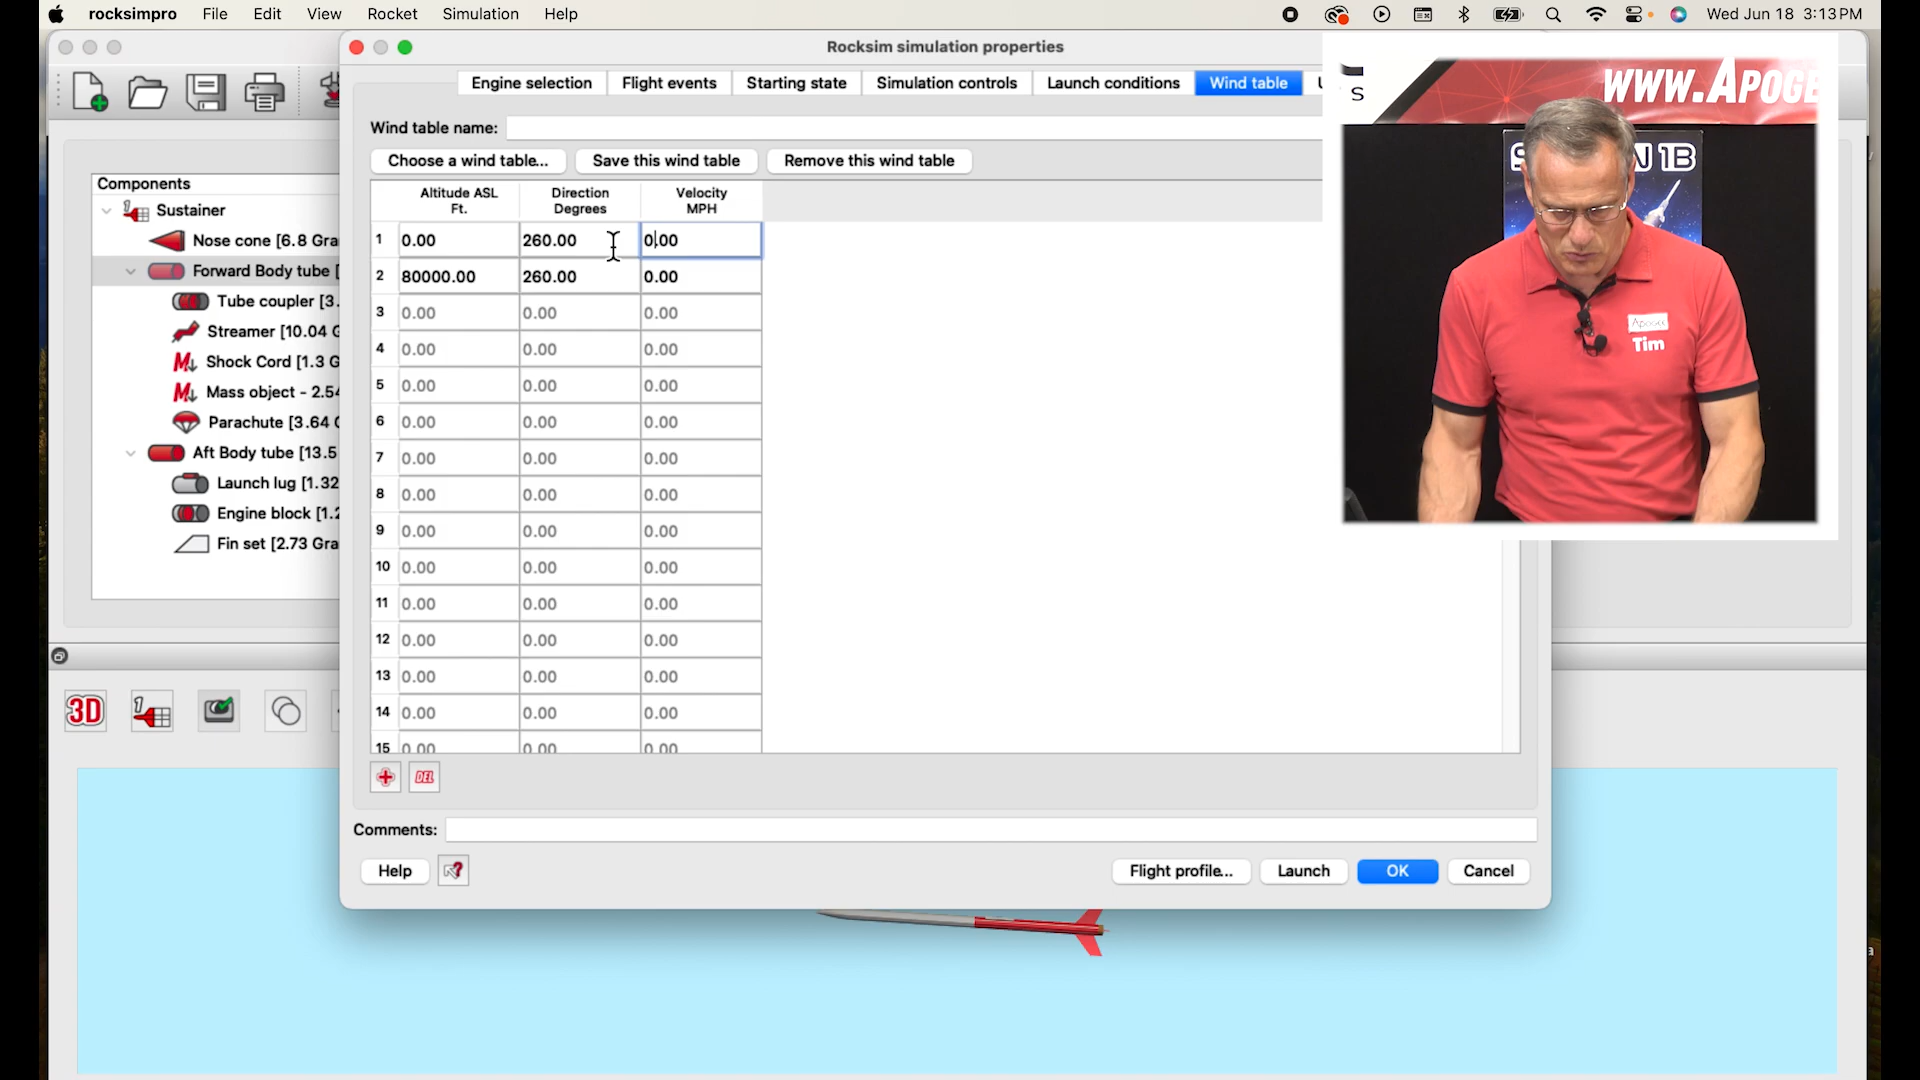 rocksimpro File Edit View Rocket Simulation Help Wed Jun 18 3:13 PM
Rocksim simulation properties
Engine selection Flight events Starting state Simulation controls Launch conditions Wind table
Wind table name:
Choose a wind table... Save this wind table Remove this wind table
Altitude ASL Ft. Direction Degrees Velocity MPH
1 0.00 260.00 0.00
2 80000.00 260.00 0.00
3 0.00 0.00 0.00
4 0.00 0.00 0.00
5 0.00 0.00 0.00
6 0.00 0.00 0.00
7 0.00 0.00 0.00
8 0.00 0.00 0.00
9 0.00 0.00 0.00
10 0.00 0.00 0.00
11 0.00 0.00 0.00
12 0.00 0.00 0.00
13 0.00 0.00 0.00
14 0.00 0.00 0.00
15 0.00 0.00 0.00
DEL
Comments:
Help Flight profile... Launch OK Cancel
Components
1 Sustainer
Nose cone [6.8 Gra
Forward Body tube [
Tube coupler [3.
Streamer [10.04 G
Shock Cord [1.3 G
Mass object - 2.54
Parachute [3.64 G
Aft Body tube [13.5
Launch lug [1.32
Engine block [1.2
Fin set [2.73 Gra
3D 1
WWW.APOGE
S
N 1B
Apogee
Tim